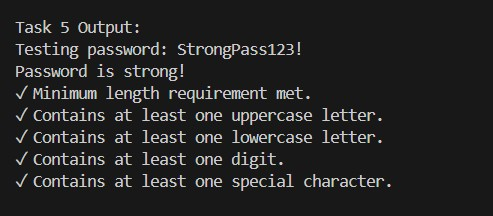 Task 5 Output:
Testing password: StrongPass123!
Password is strong!
✓ Minimum length requirement met.
✓ Contains at least one uppercase letter.
✓ Contains at least one lowercase letter.
✓ Contains at least one digit.
✓ Contains at least one special character.